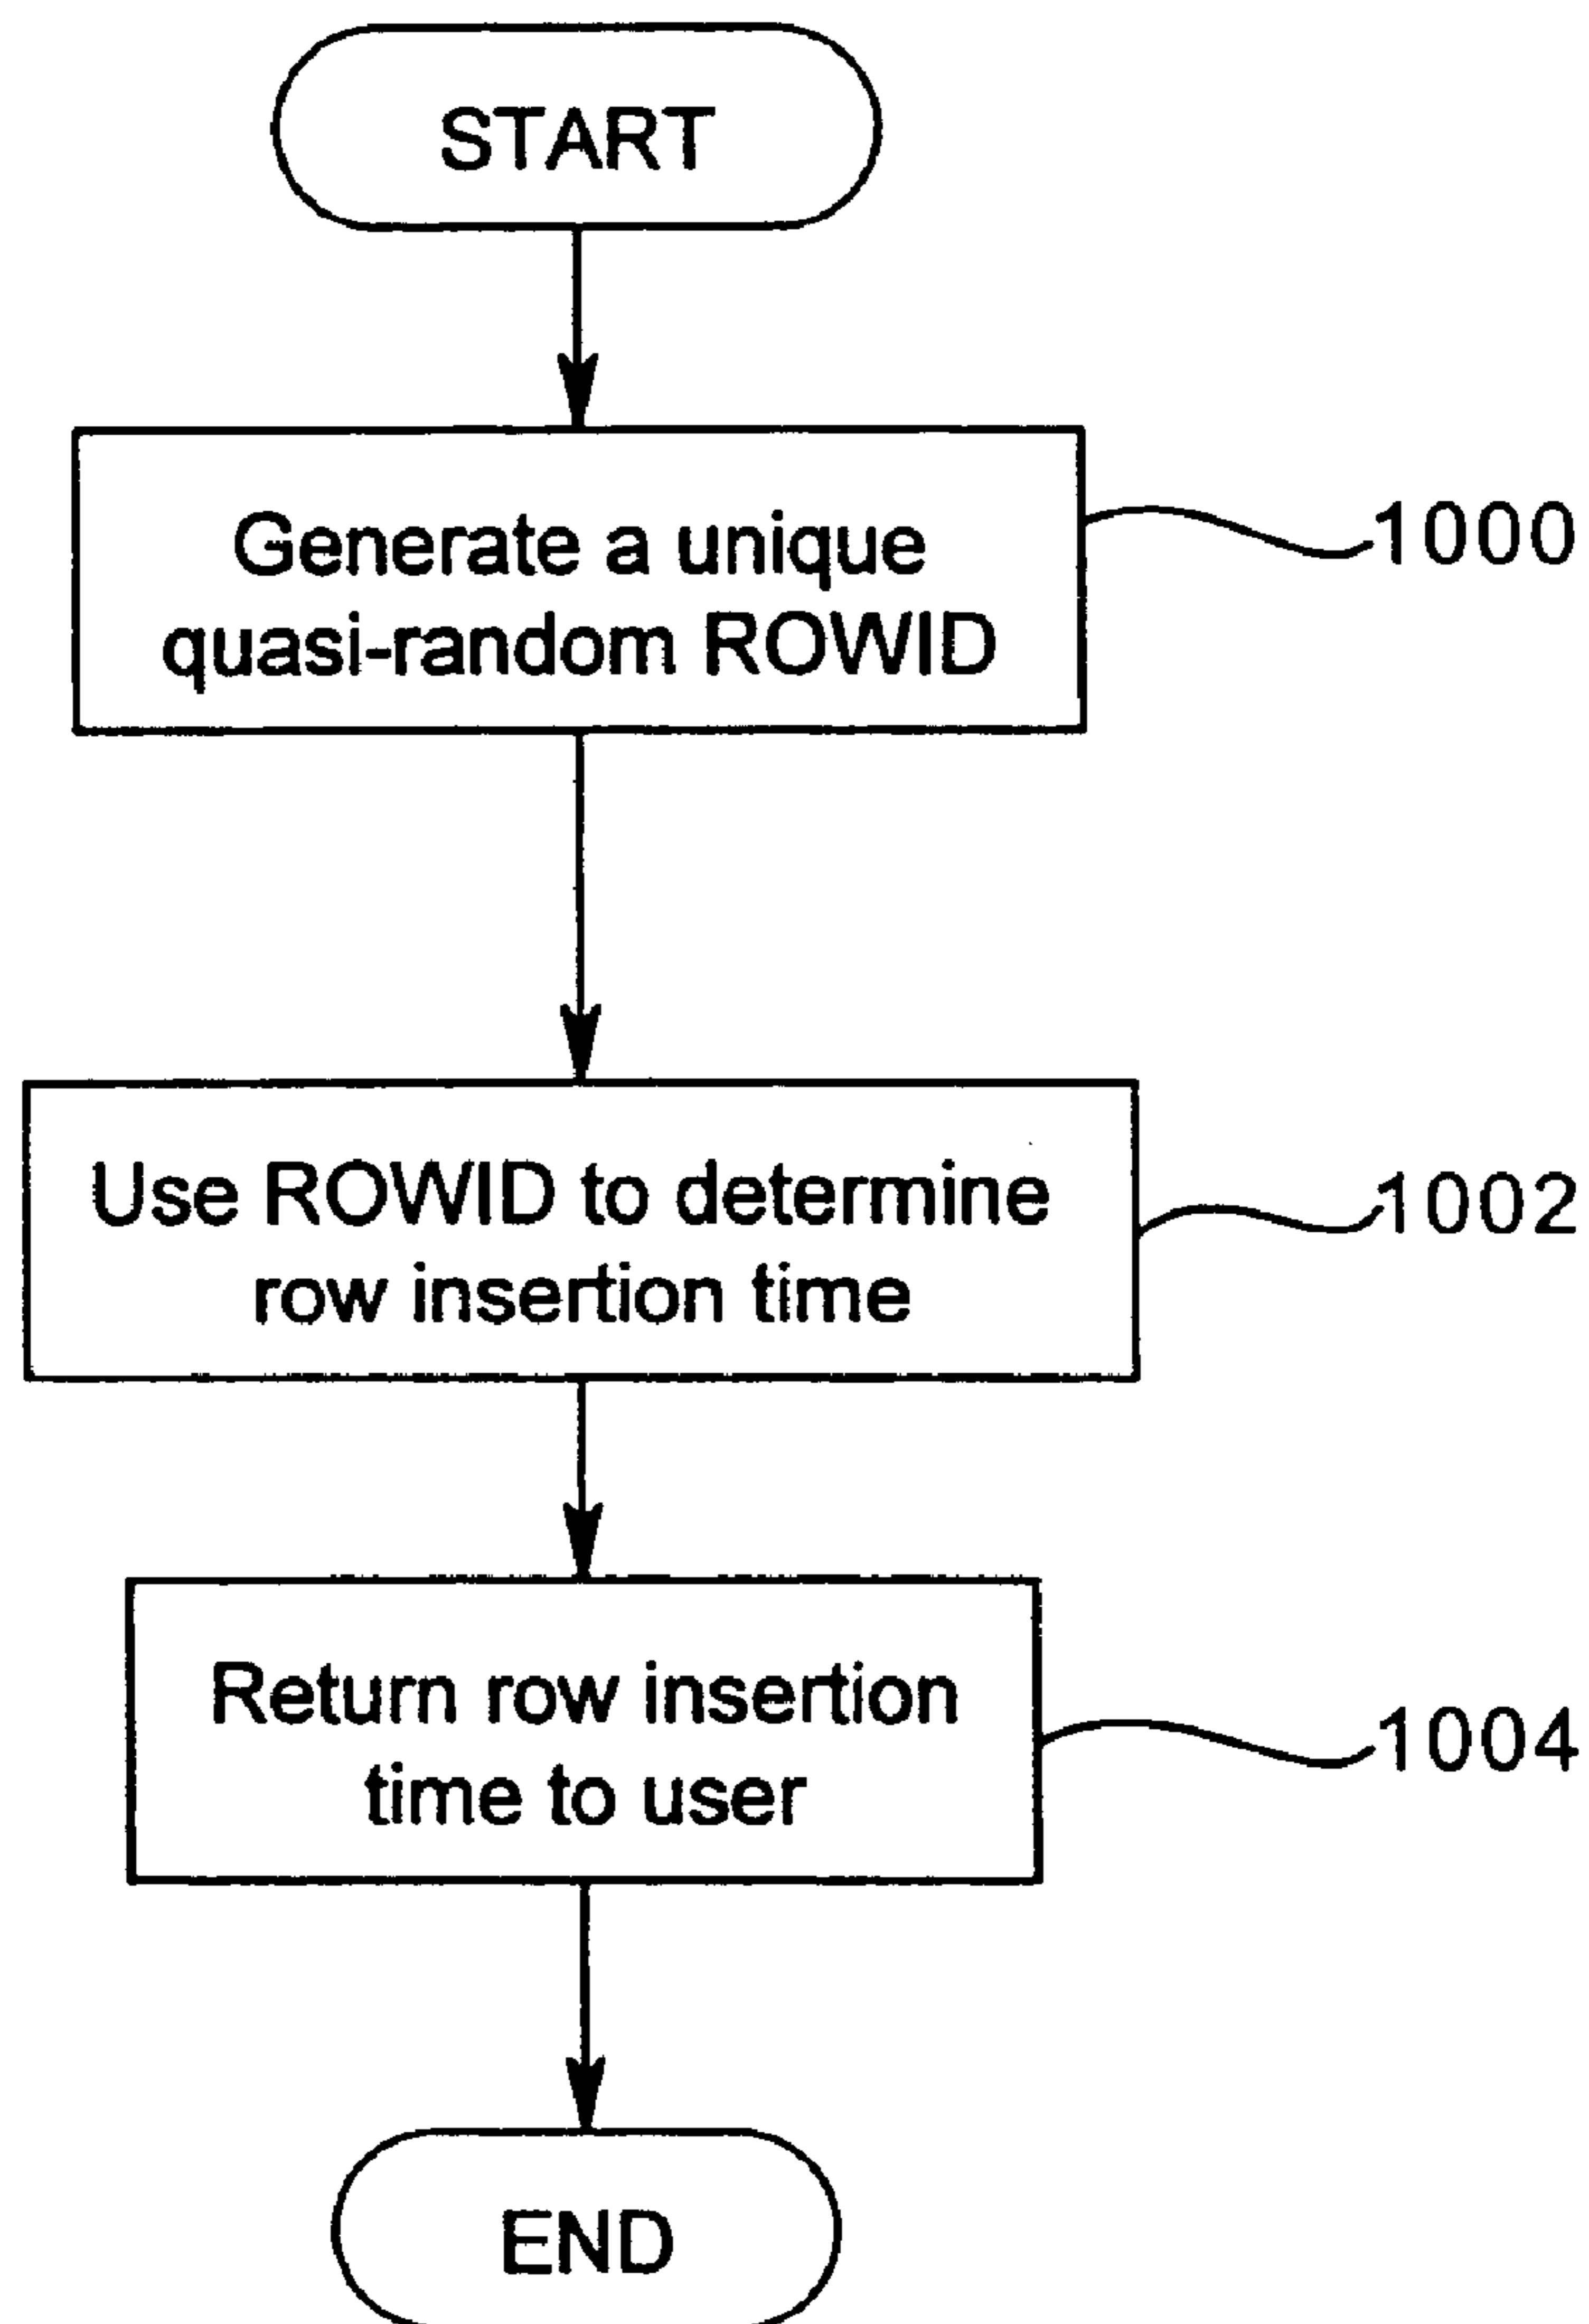 START
Generate a unique
quasi-random ROWID
1000
Use ROWID to determine
row insertion time
1002
Return row insertion
time to user
1004
END